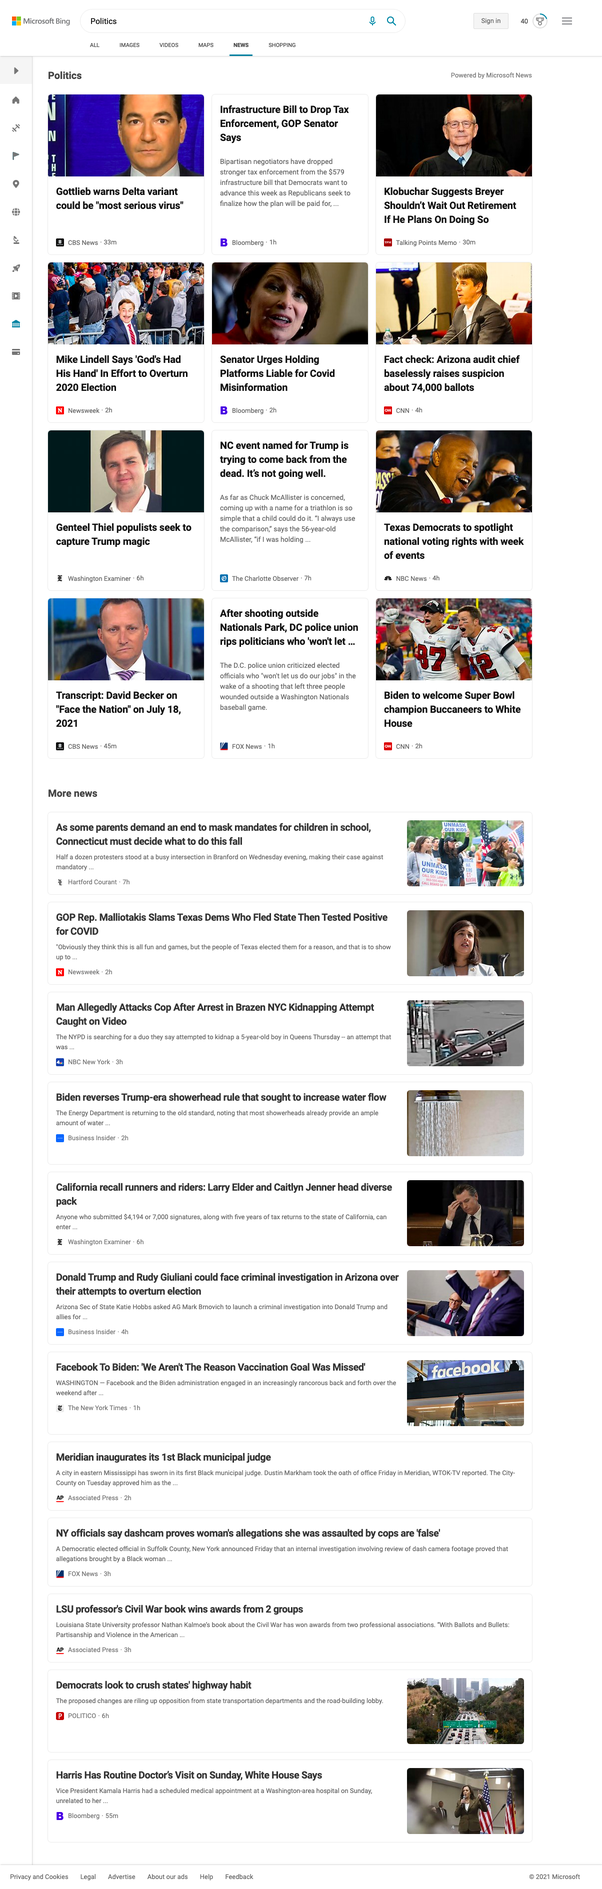 Microsoft Bing
Politics
Sign in
40
ALL
IMAGES
VIDEOS
MAPS
NEWS
SHOPPING
Politics
Powered by Microsoft News
Gottlieb warns Delta variant
could be "most serious virus"
CBS News · 33m
Infrastructure Bill to Drop Tax
Enforcement, GOP Senator
Says
Bipartisan negotiators have dropped
stronger tax enforcement from the $579
infrastructure bill that Democrats want to
advance this week as Republicans seek to
finalize how the plan will be paid for, ...
Bloomberg · 1h
Klobuchar Suggests Breyer
Shouldn't Wait Out Retirement
If He Plans On Doing So
Talking Points Memo · 30m
Mike Lindell Says 'God's Had
His Hand' In Effort to Overturn
2020 Election
Newsweek · 2h
Senator Urges Holding
Platforms Liable for Covid
Misinformation
Bloomberg · 2h
Fact check: Arizona audit chief
baselessly raises suspicion
about 74,000 ballots
CNN · 4h
Genteel Thiel populists seek to
capture Trump magic
Washington Examiner · 6h
NC event named for Trump is
trying to come back from the
dead. It's not going well.
As far as Chuck McAllister is concerned,
coming up with a name for a triathlon is so
simple that a child could do it. "I always use
the comparison," says the 56-year-old
McAllister, "if I was holding ...
The Charlotte Observer · 7h
Texas Democrats to spotlight
national voting rights with week
of events
NBC News · 4h
Transcript: David Becker on
"Face the Nation" on July 18,
2021
CBS News · 45m
After shooting outside
Nationals Park, DC police union
rips politicians who 'won't let ...
The D.C. police union criticized elected
officials who "won't let us do our jobs" in the
wake of a shooting that left three people
wounded outside a Washington Nationals
baseball game.
FOX News · 1h
87
12
Biden to welcome Super Bowl
champion Buccaneers to White
House
CNN · 2h
More news
As some parents demand an end to mask mandates for children in school,
Connecticut must decide what to do this fall
Half a dozen protesters stood at a busy intersection in Branford on Wednesday evening, making their case against
mandatory ...
Hartford Courant · 7h
UNMASK
OUR KIDS
UNMASK
OUR KIDS
GOP Rep. Malliotakis Slams Texas Dems Who Fled State Then Tested Positive
for COVID
"Obviously they think this is all fun and games, but the people of Texas elected them for a reason, and that is to show
up to ...
Newsweek · 2h
Man Allegedly Attacks Cop After Arrest in Brazen NYC Kidnapping Attempt
Caught on Video
The NYPD is searching for a duo they say attempted to kidnap a 5-year-old boy in Queens Thursday -- an attempt that
was ...
NBC New York · 3h
Biden reverses Trump-era showerhead rule that sought to increase water flow
The Energy Department is returning to the old standard, noting that most showerheads already provide an ample
amount of water ...
Business Insider · 2h
California recall runners and riders: Larry Elder and Caitlyn Jenner head diverse
pack
Anyone who submitted $4,194 or 7,000 signatures, along with five years of tax returns to the state of California, can
enter ...
Washington Examiner · 6h
Donald Trump and Rudy Giuliani could face criminal investigation in Arizona over
their attempts to overturn election
Arizona Sec of State Katie Hobbs asked AG Mark Brnovich to launch a criminal investigation into Donald Trump and
allies for ...
Business Insider · 4h
Facebook To Biden: 'We Aren't The Reason Vaccination Goal Was Missed'
WASHINGTON — Facebook and the Biden administration engaged in an increasingly rancorous back and forth over the
weekend after ...
The New York Times · 1h
facebook
Meridian inaugurates its 1st Black municipal judge
A city in eastern Mississippi has sworn in its first Black municipal judge. Dustin Markham took the oath of office Friday in Meridian, WTOK-TV reported. The City-
County on Tuesday approved him as the ...
AP Associated Press · 2h
NY officials say dashcam proves woman's allegations she was assaulted by cops are 'false'
A Democratic elected official in Suffolk County, New York announced Friday that an internal investigation involving review of dash camera footage proved that
allegations brought by a Black woman ...
FOX News · 3h
LSU professor's Civil War book wins awards from 2 groups
Louisiana State University professor Nathan Kalmoe's book about the Civil War has won awards from two professional associations. "With Ballots and Bullets:
Partisanship and Violence in the American ...
AP Associated Press · 3h
Democrats look to crush states' highway habit
The proposed changes are riling up opposition from state transportation departments and the road-building lobby.
POLITICO · 6h
Harris Has Routine Doctor's Visit on Sunday, White House Says
Vice President Kamala Harris had a scheduled medical appointment at a Washington-area hospital on Sunday,
unrelated to her ...
Bloomberg · 55m
Privacy and Cookies
Legal
Advertise
About our ads
Help
Feedback
© 2021 Microsoft